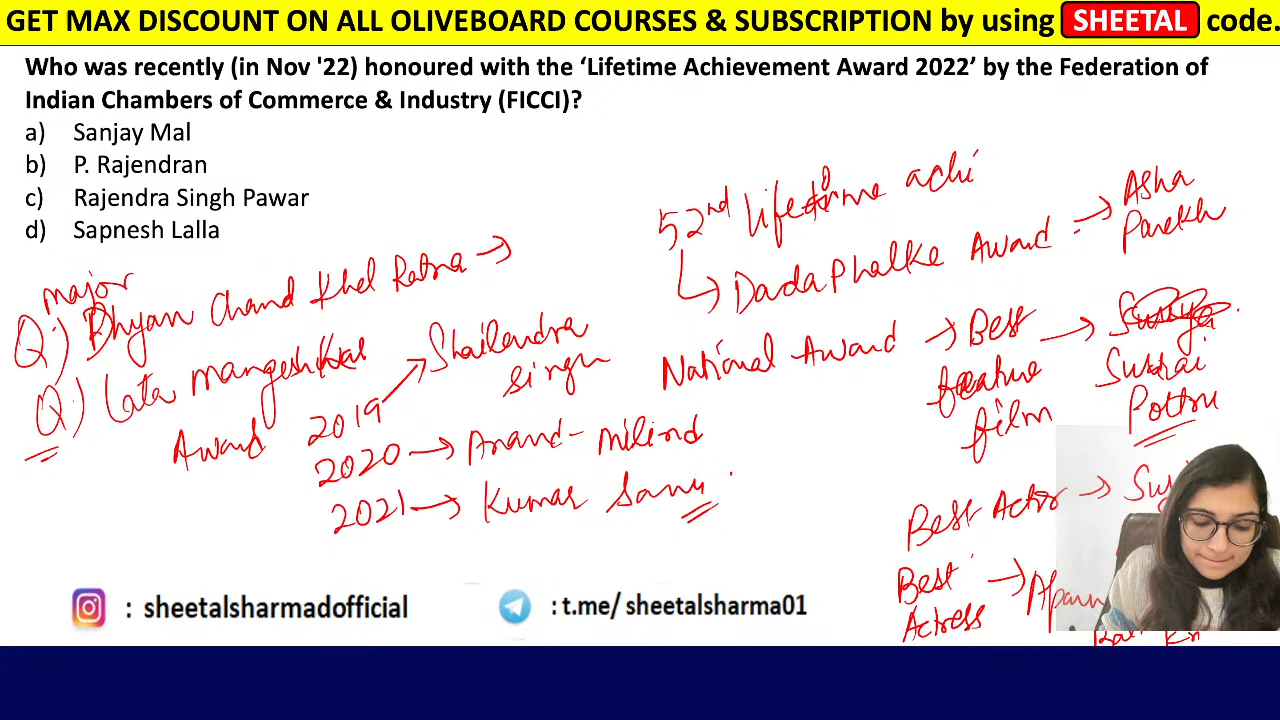 GET MAX DISCOUNT ON ALL OLIVEBOARD COURSES & SUBSCRIPTION by using SHEETAL code.
Who was recently (in Nov '22) honoured with the ‘Lifetime Achievement Award 2022’ by the Federation of
Indian Chambers of Commerce & Industry (FICCI)?
a) Sanjay Mal
b) P. Rajendran
c) Rajendra Singh Pawar
d) Sapnesh Lalla
52nd lifetime achi
Dada Phalke Award → Asha
Parekh
major
Q:) Dhyan Chand Khel Ratna →
Q:) Lata mangeshkar
Award 2019 → Shailendra
singh
2020 → Anand-milind
2021 → Kumar Sanu
National Award → Best
feature
film
→ Surrai
Pottru
Best Actor →
Best
Actress →
: sheetalsharmadofficial
: t.me/ sheetalsharma01